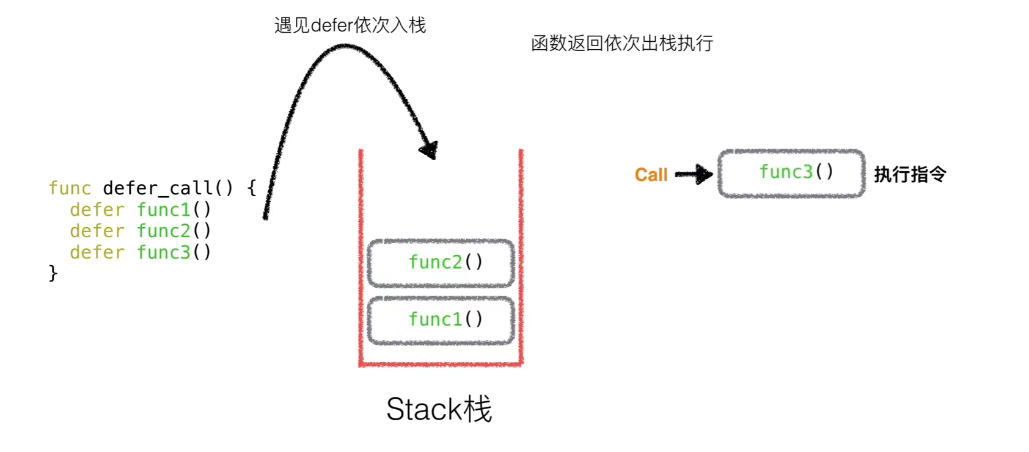 遇见defer依次入栈
函数返回依次出栈执行
func defer_call() {
  defer func1()
  defer func2()
  defer func3()
}
func2()
func1()
Stack栈
Call
func3()
执行指令